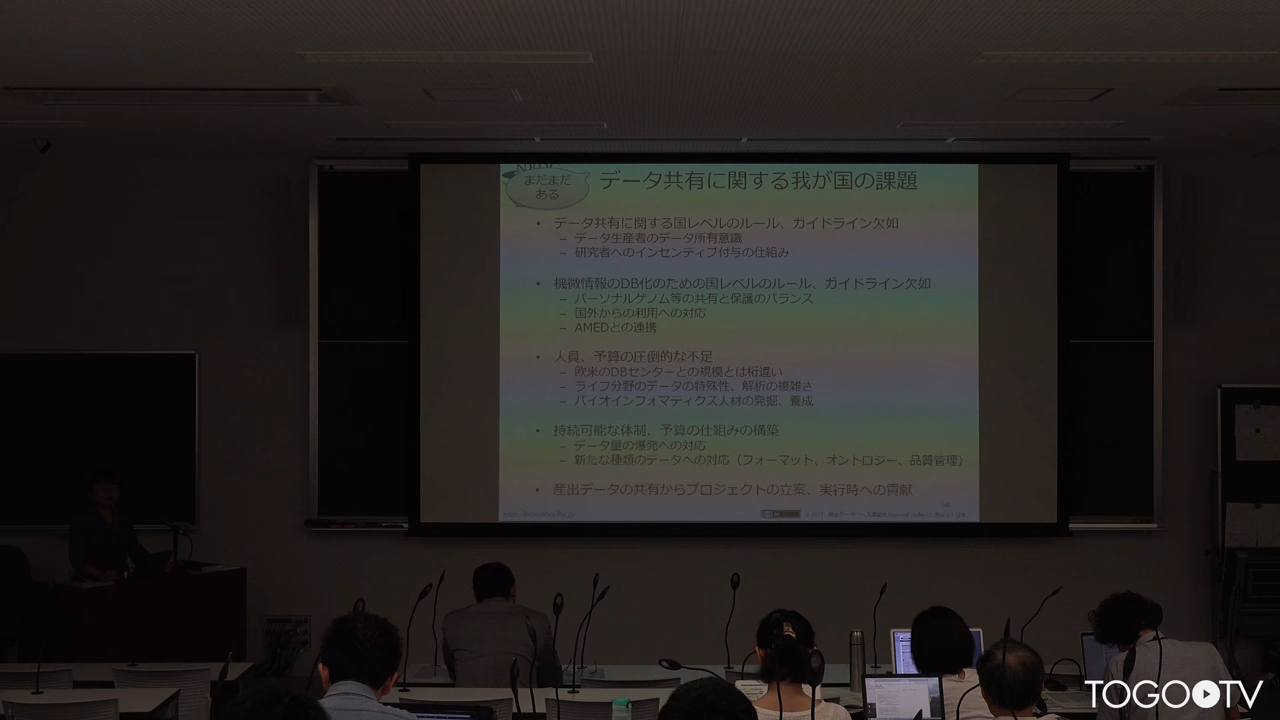 まだまだ
ある
データ共有に関する我が国の課題
• データ共有に関する国レベルのルール、ガイドライン欠如
– データ生産者のデータ所有意識
– 研究者へのインセンティブ付与の仕組み
• 機微情報のDB化のための国レベルのルール、ガイドライン欠如
– パーソナルゲノム等の共有と保護のバランス
– 国外からの利用への対応
– AMEDとの連携
• 人員、予算の圧倒的な不足
– 欧米のDBセンターとの規模とは桁違い
– ライフ分野のデータの特殊性、解析の複雑さ
– バイオインフォマティクス人材の発掘、養成
• 持続可能な体制、予算の仕組みの構築
– データ量の爆発への対応
– 新たな種類のデータへの対応（フォーマット、オントロジー、品質管理）
• 産出データの共有からプロジェクトの立案、実行時への貢献
TOGOTV